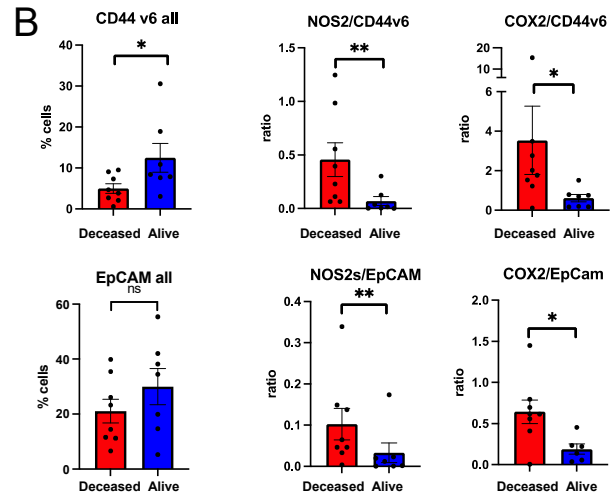 B
CD44 v6 all
*
% cells
40
30
20
10
0
Deceased Alive
NOS2/CD44v6
**
ratio
1.5
1.0
0.5
0.0
Deceased Alive
COX2/CD44v6
*
ratio
20
10
6
4
2
0
Deceased Alive
EpCAM all
ns
% cells
60
40
20
0
Deceased Alive
NOS2s/EpCAM
**
ratio
0.4
0.3
0.2
0.1
0.0
Deceased Alive
COX2/EpCam
*
ratio
2.0
1.5
1.0
0.5
0.0
Deceased Alive